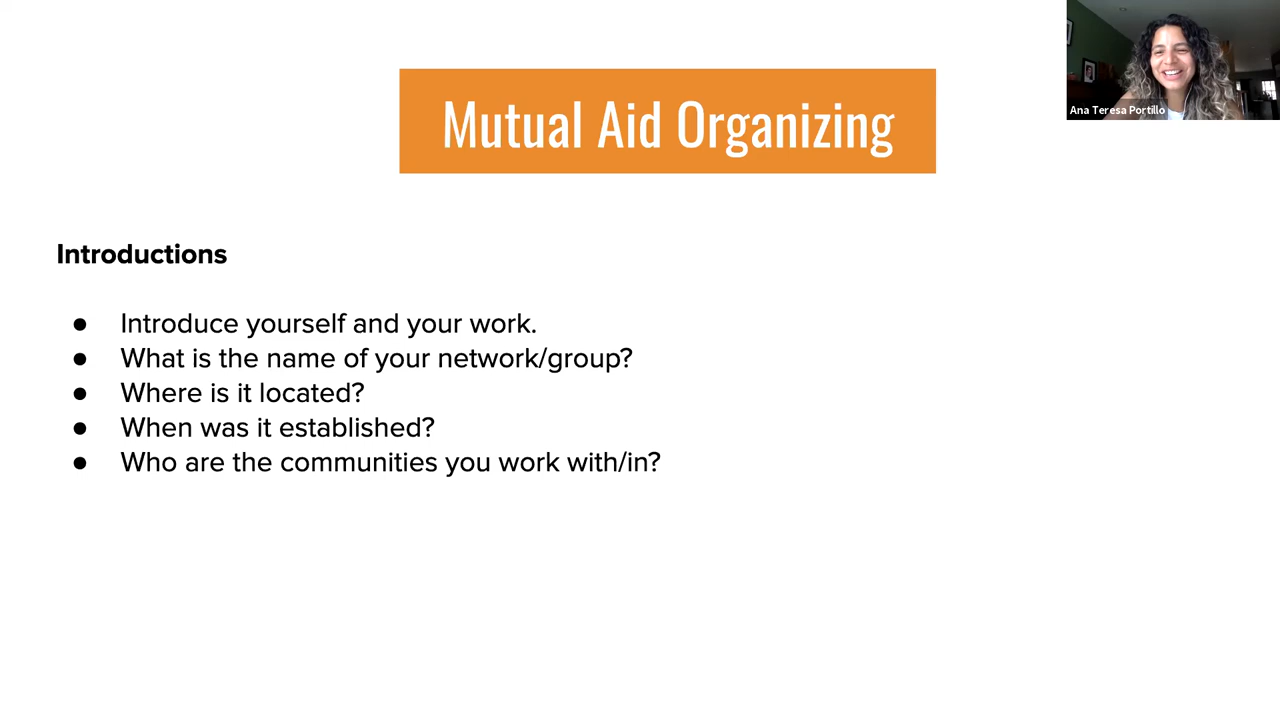 Mutual Aid Organizing
Ana Teresa Portillo
Introductions
● Introduce yourself and your work.
● What is the name of your network/group?
● Where is it located?
● When was it established?
● Who are the communities you work with/in?